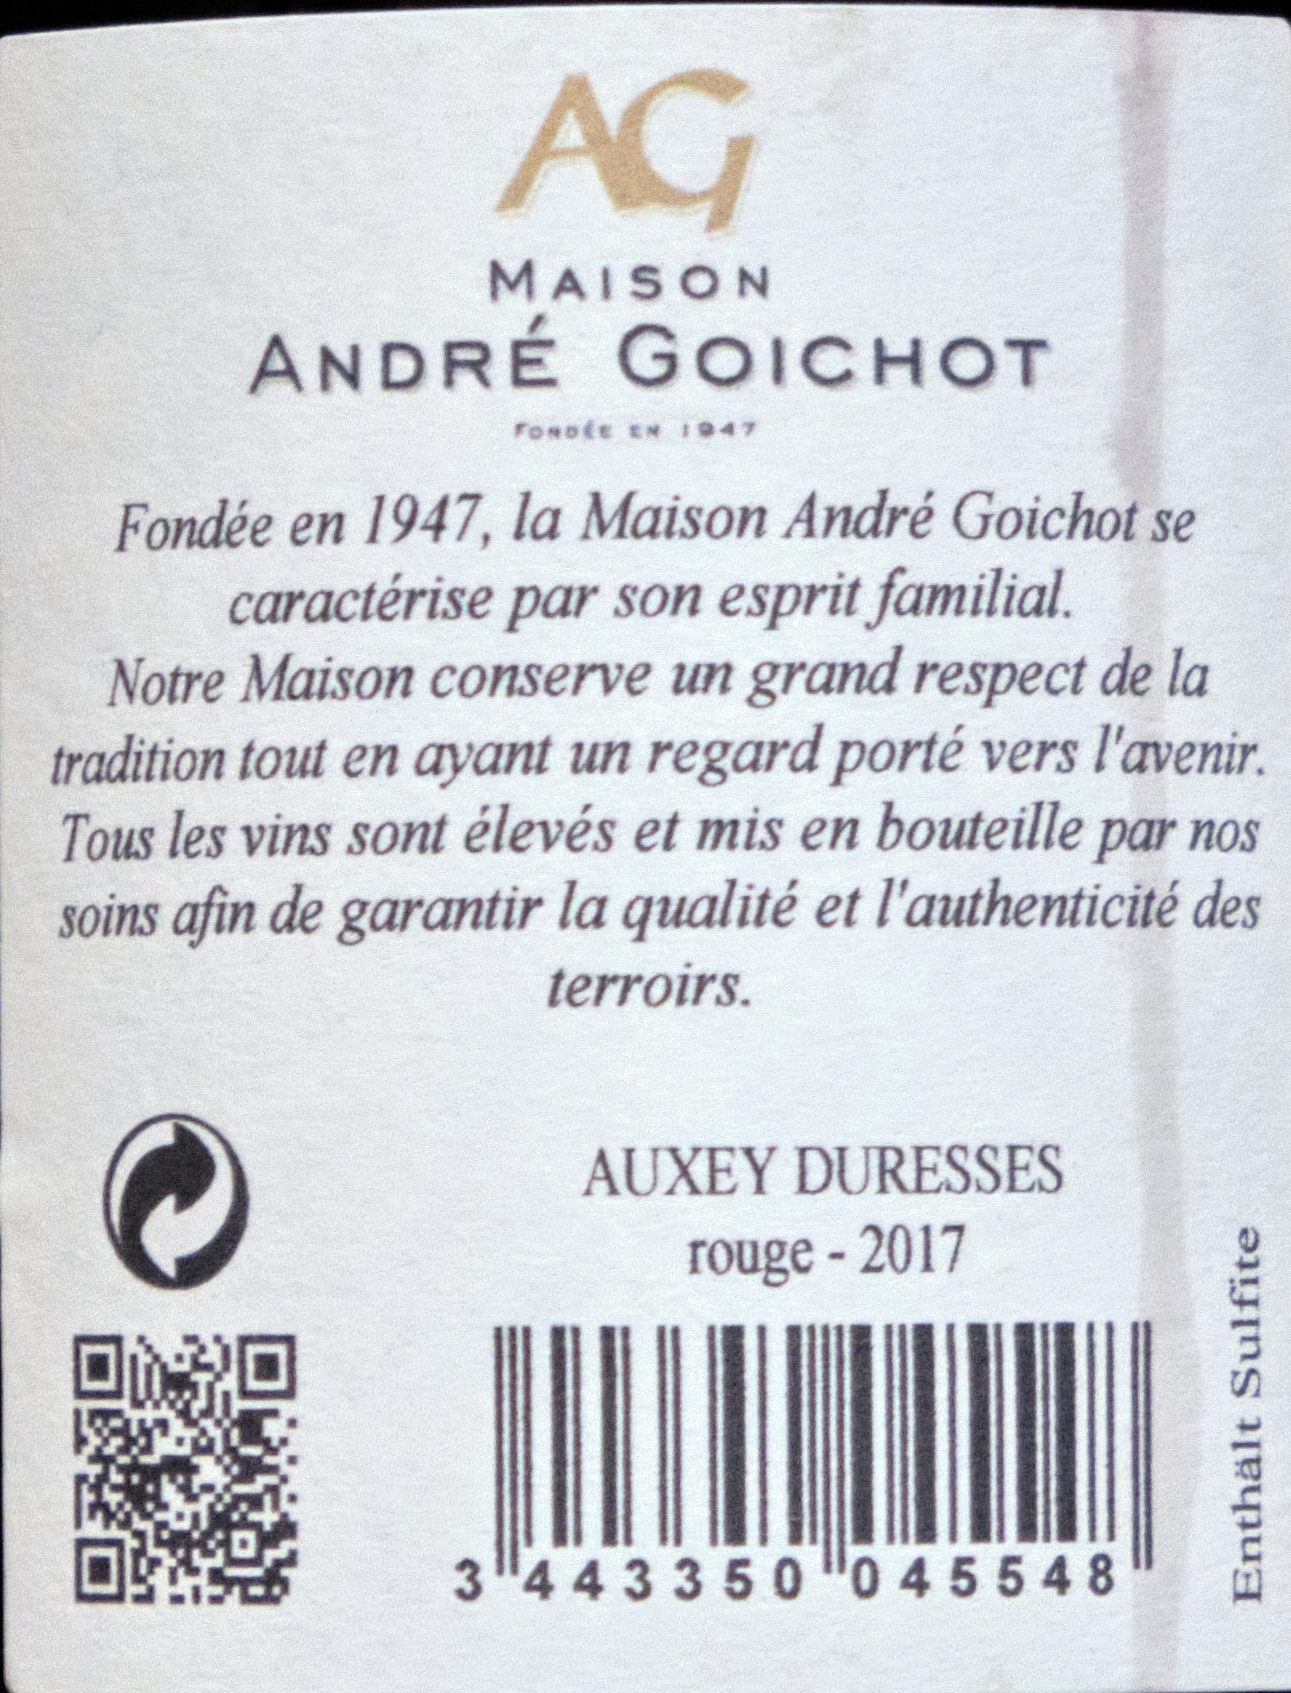 AG
MAISON
ANDRÉ GOICHOT
FONDÉE EN 1947
Fondée en 1947, la Maison André Goichot se
caractérise par son esprit familial.
Notre Maison conserve un grand respect de la
tradition tout en ayant un regard porté vers l'avenir.
Tous les vins sont élevés et mis en bouteille par nos
soins afin de garantir la qualité et l'authenticité des
terroirs.
AUXEY DURESSES
rouge - 2017
3 443350 045548
Enthält Sulfite